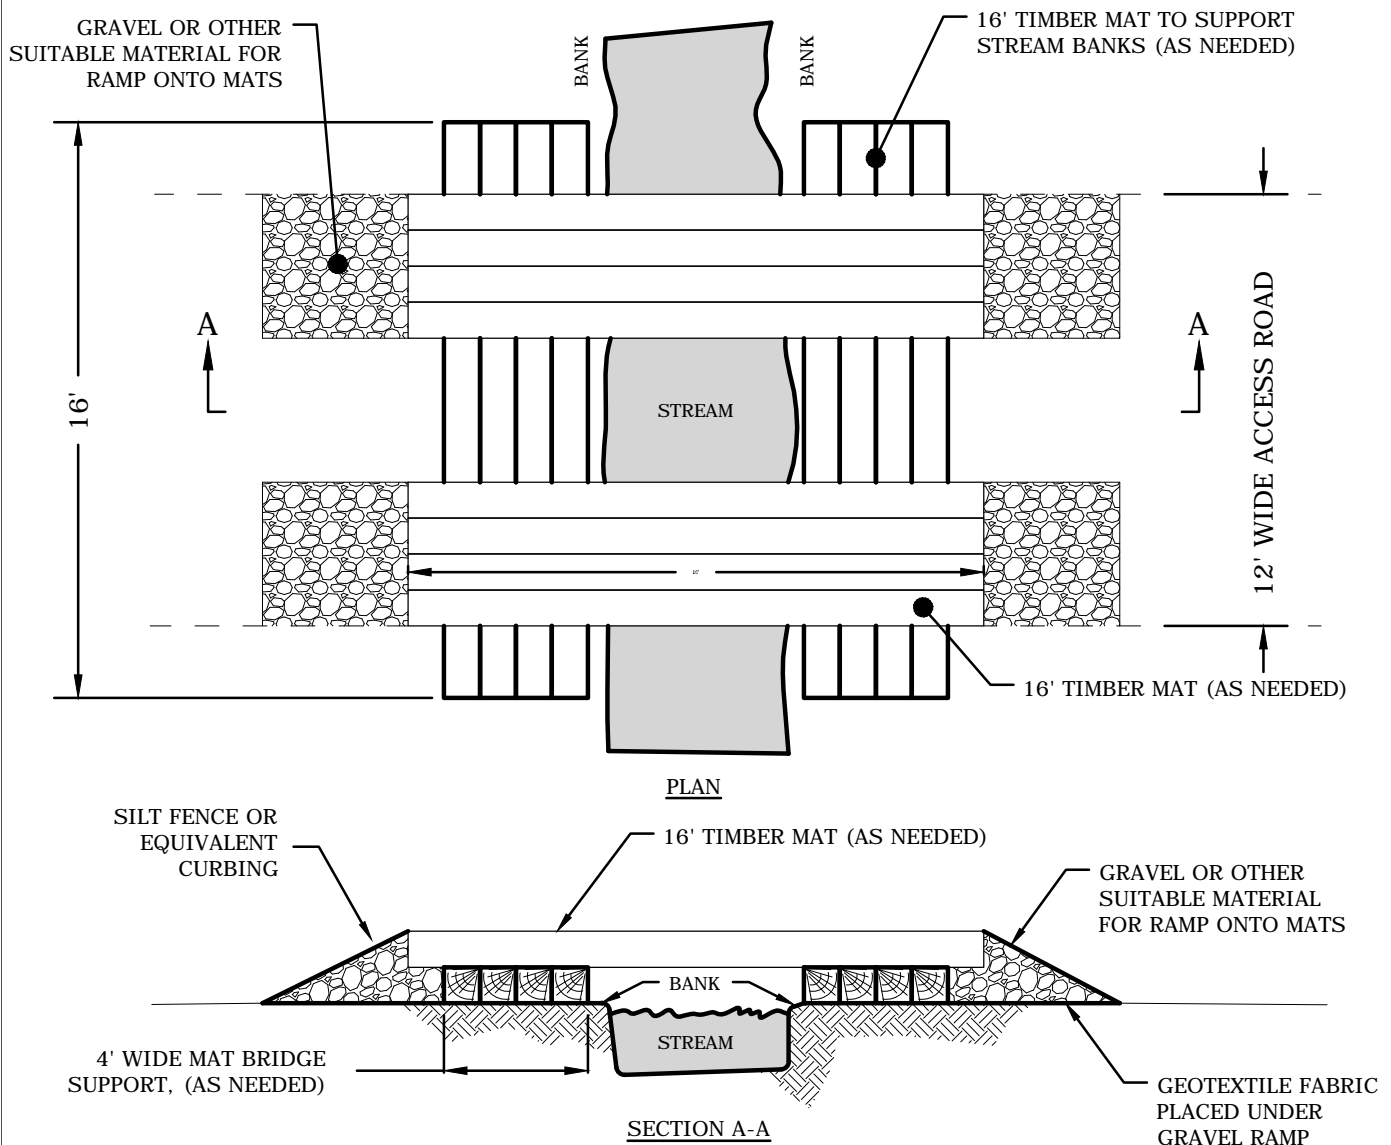 GRAVEL OR OTHER
SUITABLE MATERIAL FOR
RAMP ONTO MATS
BANK
BANK
16' TIMBER MAT TO SUPPORT
STREAM BANKS (AS NEEDED)
A
A
16'
STREAM
12' WIDE ACCESS ROAD
16'
16' TIMBER MAT (AS NEEDED)
PLAN
SILT FENCE OR
EQUIVALENT
CURBING
16' TIMBER MAT (AS NEEDED)
GRAVEL OR OTHER
SUITABLE MATERIAL
FOR RAMP ONTO MATS
BANK
STREAM
4' WIDE MAT BRIDGE
SUPPORT, (AS NEEDED)
GEOTEXTILE FABRIC
PLACED UNDER
GRAVEL RAMP
SECTION A-A